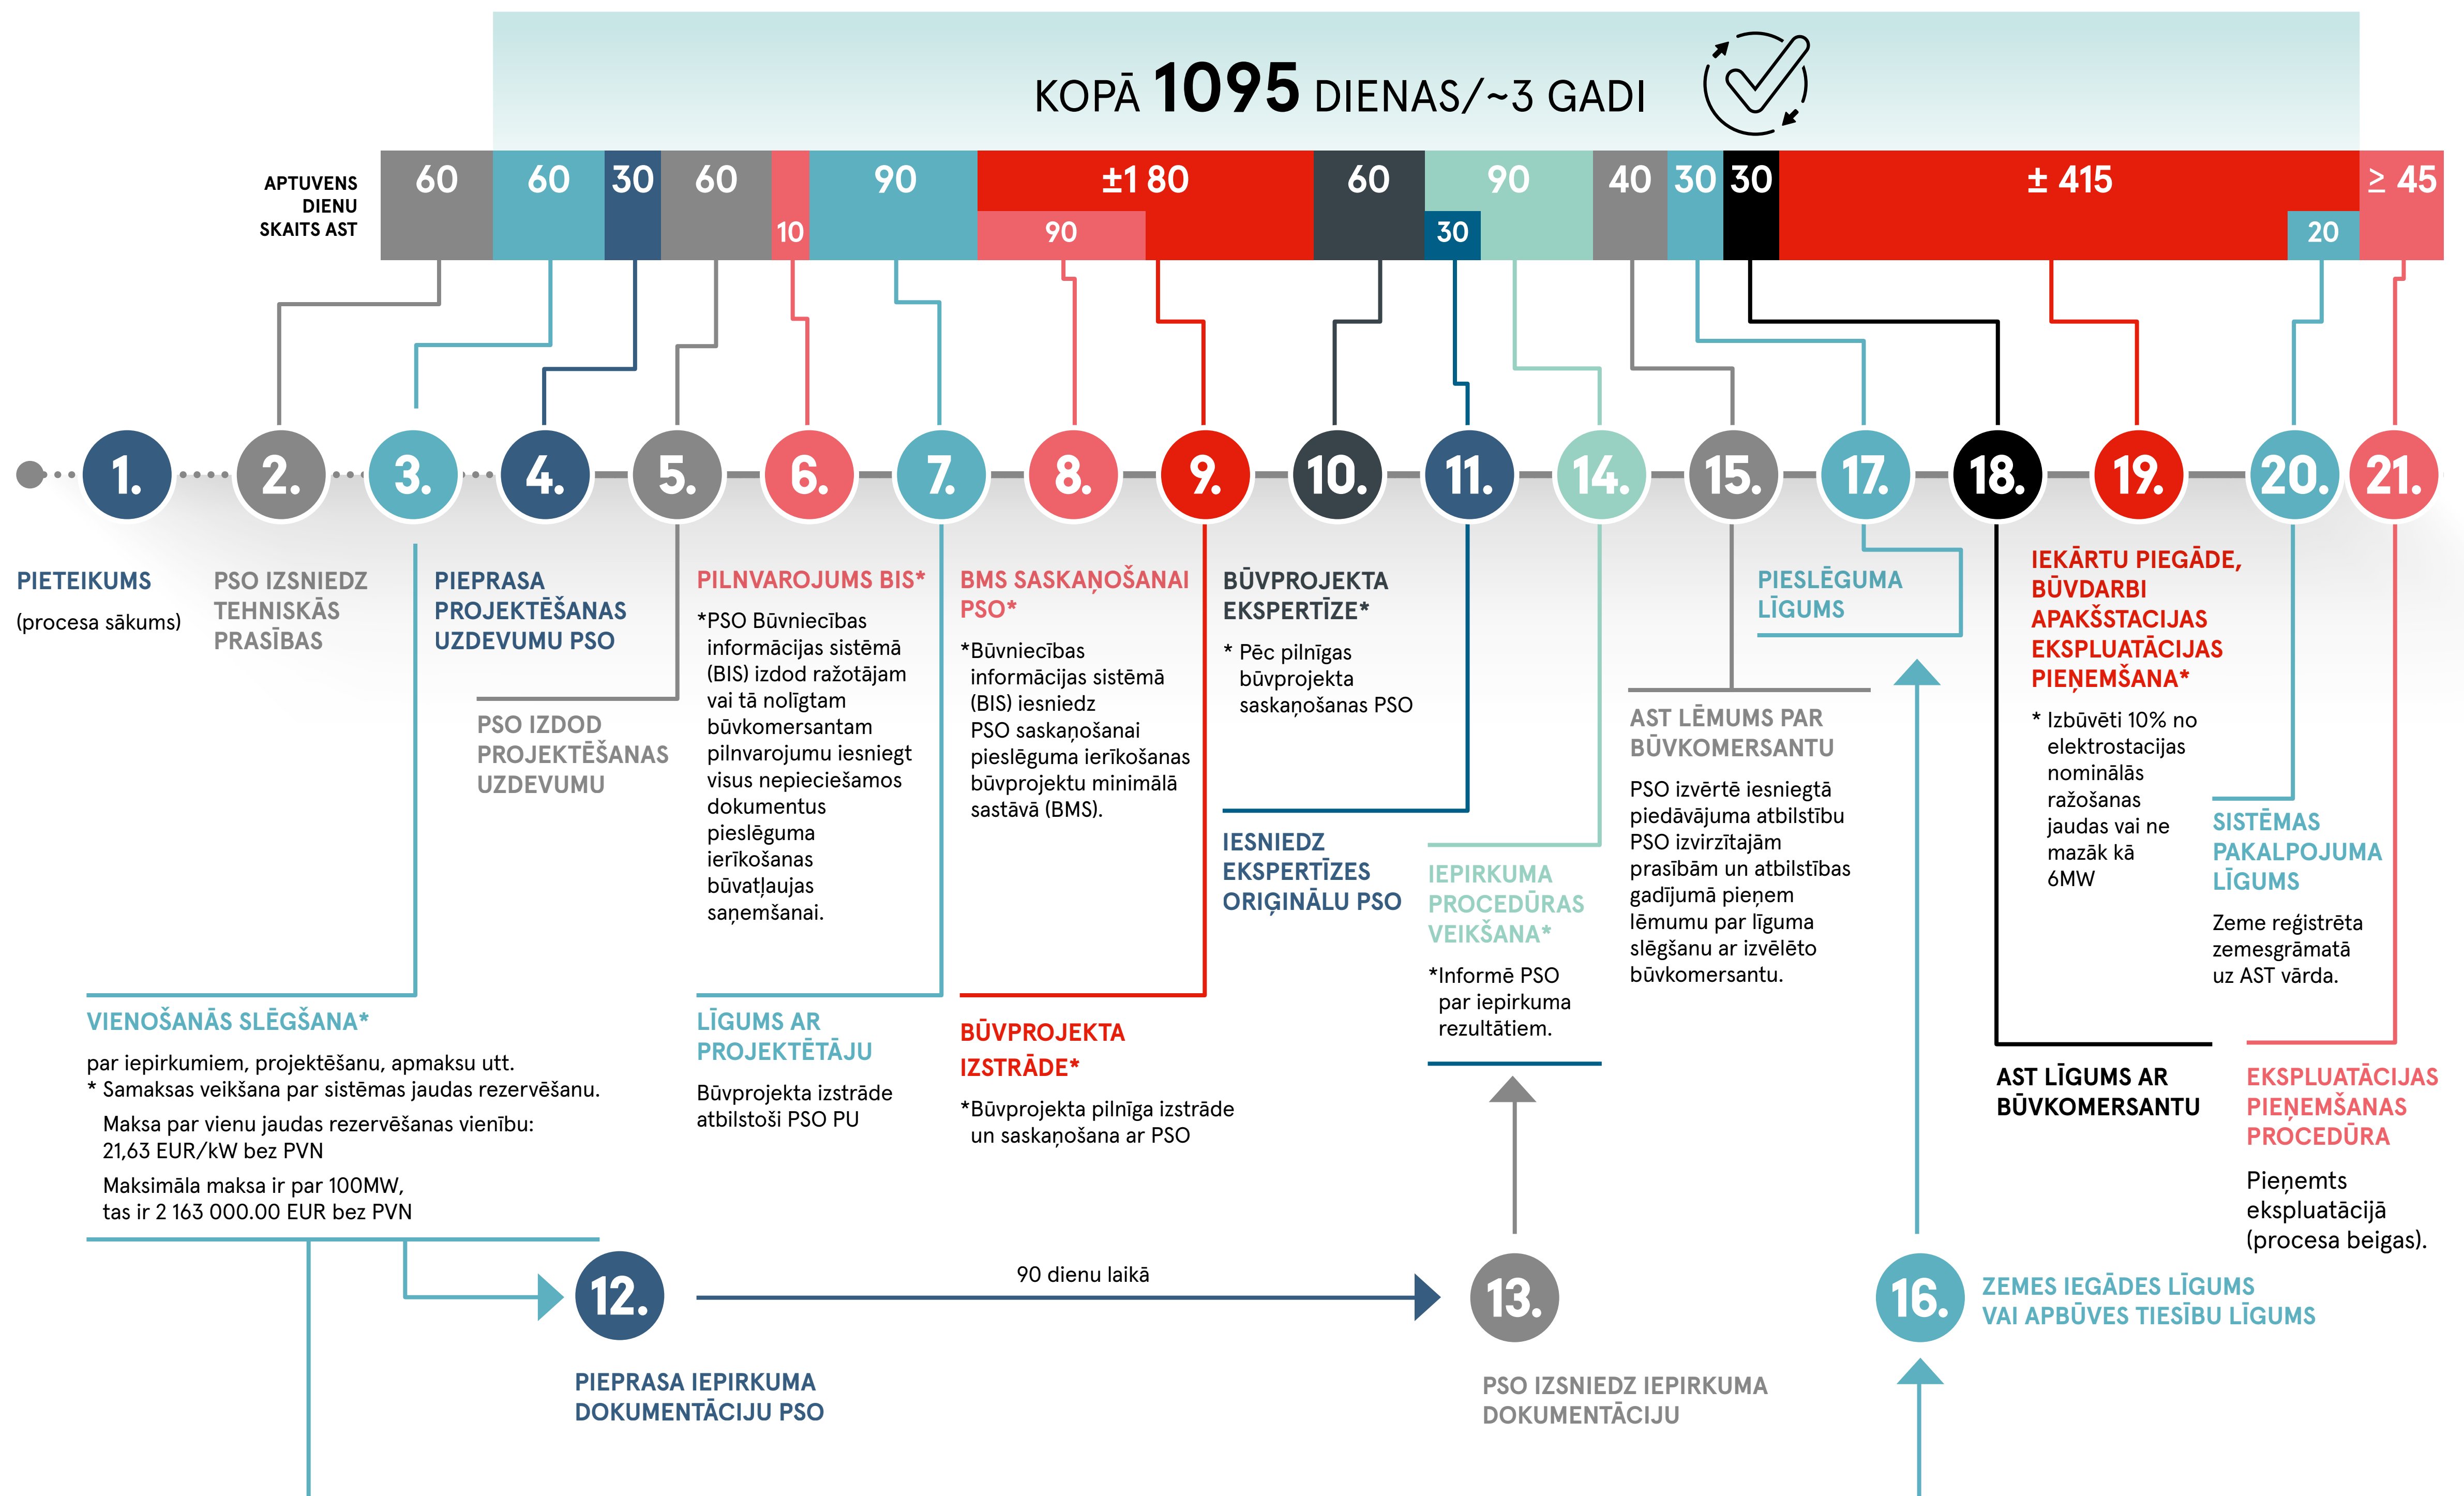 KOPĀ 1095 DIENAS/~3 GADI
APTUVENS
DIENU
SKAITS AST
60
60
30
60
10
90
±180
90
60
90
30
40
30
30
± 415
20
≥ 45
1.
2.
3.
4.
5.
6.
7.
8.
9.
10.
11.
14.
15.
17.
18.
19.
20.
21.
PIETEIKUMS
(procesa sākums)
PSO IZSNIEDZ
TEHNISKĀS
PRASĪBAS
PIEPRASA
PROJEKTĒŠANAS
UZDEVUMU PSO
PSO IZDOD
PROJEKTĒŠANAS
UZDEVUMU
PILNVAROJUMS BIS*
*PSO Būvniecības
informācijas sistēmā
(BIS) izdod ražotājam
vai tā nolīgtam
būvkomersantam
pilnvarojumu iesniegt
visus nepieciešamos
dokumentus
pieslēguma
ierīkošanas
būvatļaujas
saņemšanai.
BMS SASKAŅOŠANAI
PSO*
*Būvniecības
informācijas sistēmā
(BIS) iesniedz
PSO saskaņošanai
pieslēguma ierīkošanas
būvprojektu minimālā
sastāvā (BMS).
BŪVPROJEKTA
EKSPERTĪZE*
* Pēc pilnīgas
būvprojekta
saskaņošanas PSO
IESNIEDZ
EKSPERTĪZES
ORIĢINĀLU PSO
IEPIRKUMA
PROCEDŪRAS
VEIKŠANA*
*Informē PSO
par iepirkuma
rezultātiem.
AST LĒMUMS PAR
BŪVKOMERSANTU
PSO izvērtē iesniegtā
piedāvājuma atbilstību
PSO izvirzītajām
prasībām un atbilstības
gadījumā pieņem
lēmumu par līguma
slēgšanu ar izvēlēto
būvkomersantu.
PIESLĒGUMA
LĪGUMS
IEKĀRTU PIEGĀDE,
BŪVDARBI
APAKŠSTACIJAS
EKSPLUATĀCIJAS
PIEŅEMŠANA*
* Izbūvēti 10% no
elektrostacijas
nominālās
ražošanas
jaudas vai ne
mazāk kā
6MW
SISTĒMAS
PAKALPOJUMA
LĪGUMS
Zeme reģistrēta
zemesgrāmatā
uz AST vārda.
VIENOŠANĀS SLĒGŠANA*
par iepirkumiem, projektēšanu, apmaksu utt.
* Samaksas veikšana par sistēmas jaudas rezervēšanu.
Maksa par vienu jaudas rezervēšanas vienību:
21,63 EUR/kW bez PVN
Maksimāla maksa ir par 100MW,
tas ir 2 163 000.00 EUR bez PVN
LĪGUMS AR
PROJEKTĒTĀJU
Būvprojekta izstrāde
atbilstoši PSO PU
BŪVPROJEKTA
IZSTRĀDE*
*Būvprojekta pilnīga izstrāde
un saskaņošana ar PSO
AST LĪGUMS AR
BŪVKOMERSANTU
EKSPLUATĀCIJAS
PIEŅEMŠANAS
PROCEDŪRA
Pieņemts
ekspluatācijā
(procesa beigas).
12.
90 dienu laikā
13.
16.
ZEMES IEGĀDES LĪGUMS
VAI APBŪVES TIESĪBU LĪGUMS
PIEPRASA IEPIRKUMA
DOKUMENTĀCIJU PSO
PSO IZSNIEDZ IEPIRKUMA
DOKUMENTĀCIJU